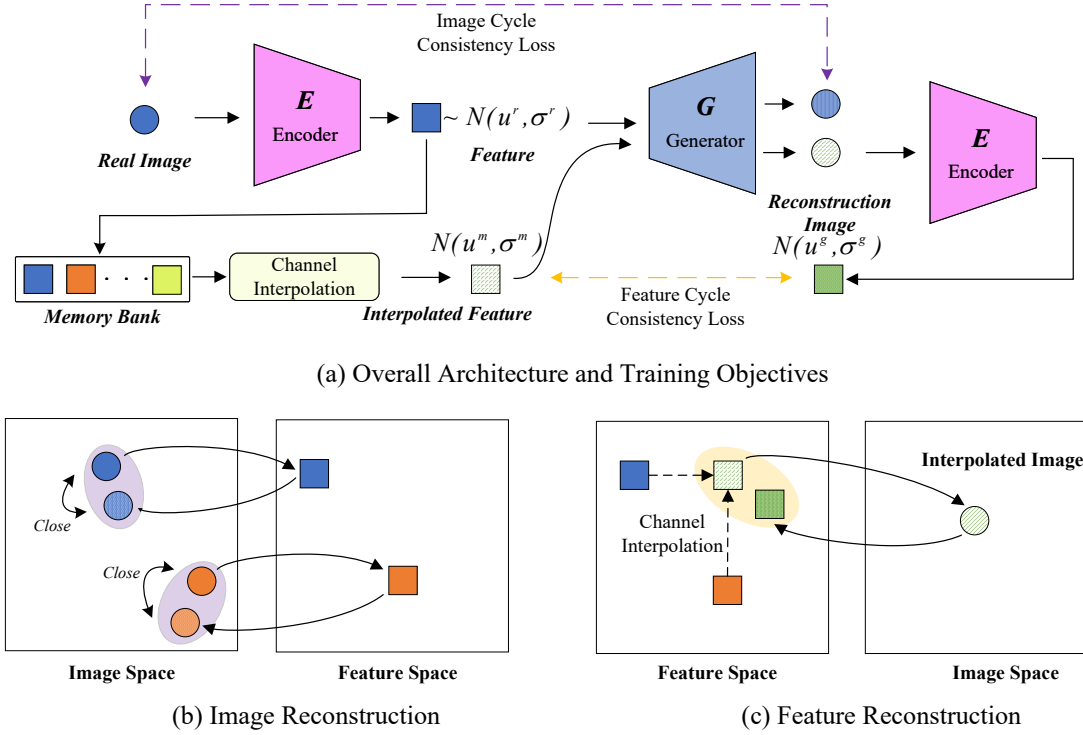 Image Cycle
Consistency Loss
E
Encoder
~ N(u^r, σ^r)
Real Image
Feature
G
Generator
E
Encoder
Reconstruction
Image
N(u^m, σ^m)
N(u^g, σ^g)
. . .
Channel
Interpolation
Memory Bank
Interpolated Feature
Feature Cycle
Consistency Loss
(a) Overall Architecture and Training Objectives
Close
Close
Image Space
Feature Space
(b) Image Reconstruction
Interpolated Image
Channel
Interpolation
Feature Space
Image Space
(c) Feature Reconstruction